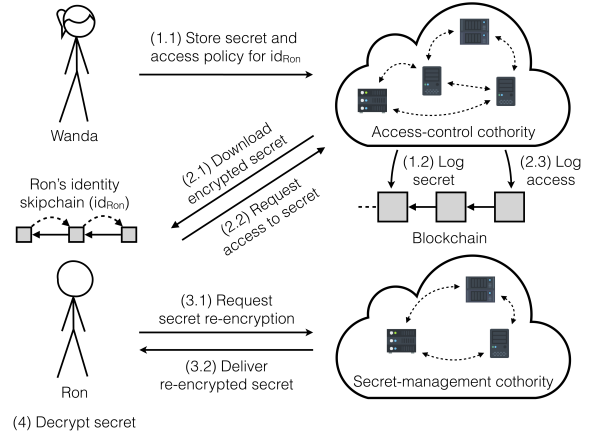 (1.1) Store secret and
access policy for idRon
Wanda
Access-control cothority
(2.1) Download
encrypted secret
(1.2) Log
secret
(2.3) Log
access
Ron's identity
skipchain (idRon)
(2.2) Request
access to secret
Blockchain
(3.1) Request
secret re-encryption
(3.2) Deliver
re-encrypted secret
Ron
Secret-management cothority
(4) Decrypt secret